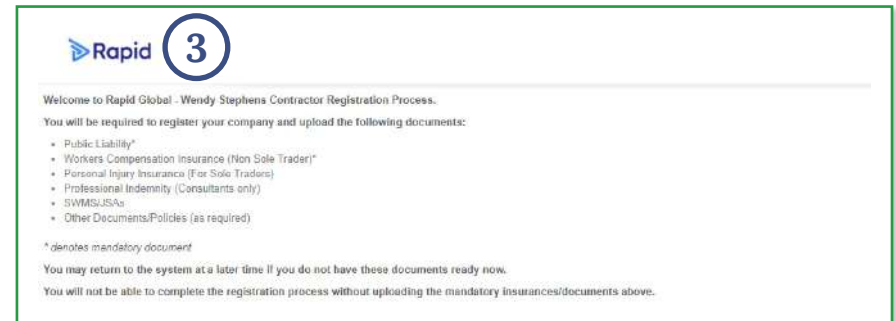 Rapid
3
Welcome to Rapid Global - Wendy Stephens Contractor Registration Process.
You will be required to register your company and upload the following documents:
• Public Liability*
• Workers Compensation Insurance (Non Sole Trader)*
• Personal Injury Insurance (For Sole Traders)
• Professional Indemnity (Consultants only)
• SWMS/JSAs
• Other Documents/Policies (as required)
* denotes mandatory document
You may return to the system at a later time if you do not have these documents ready now.
You will not be able to complete the registration process without uploading the mandatory insurances/documents above.